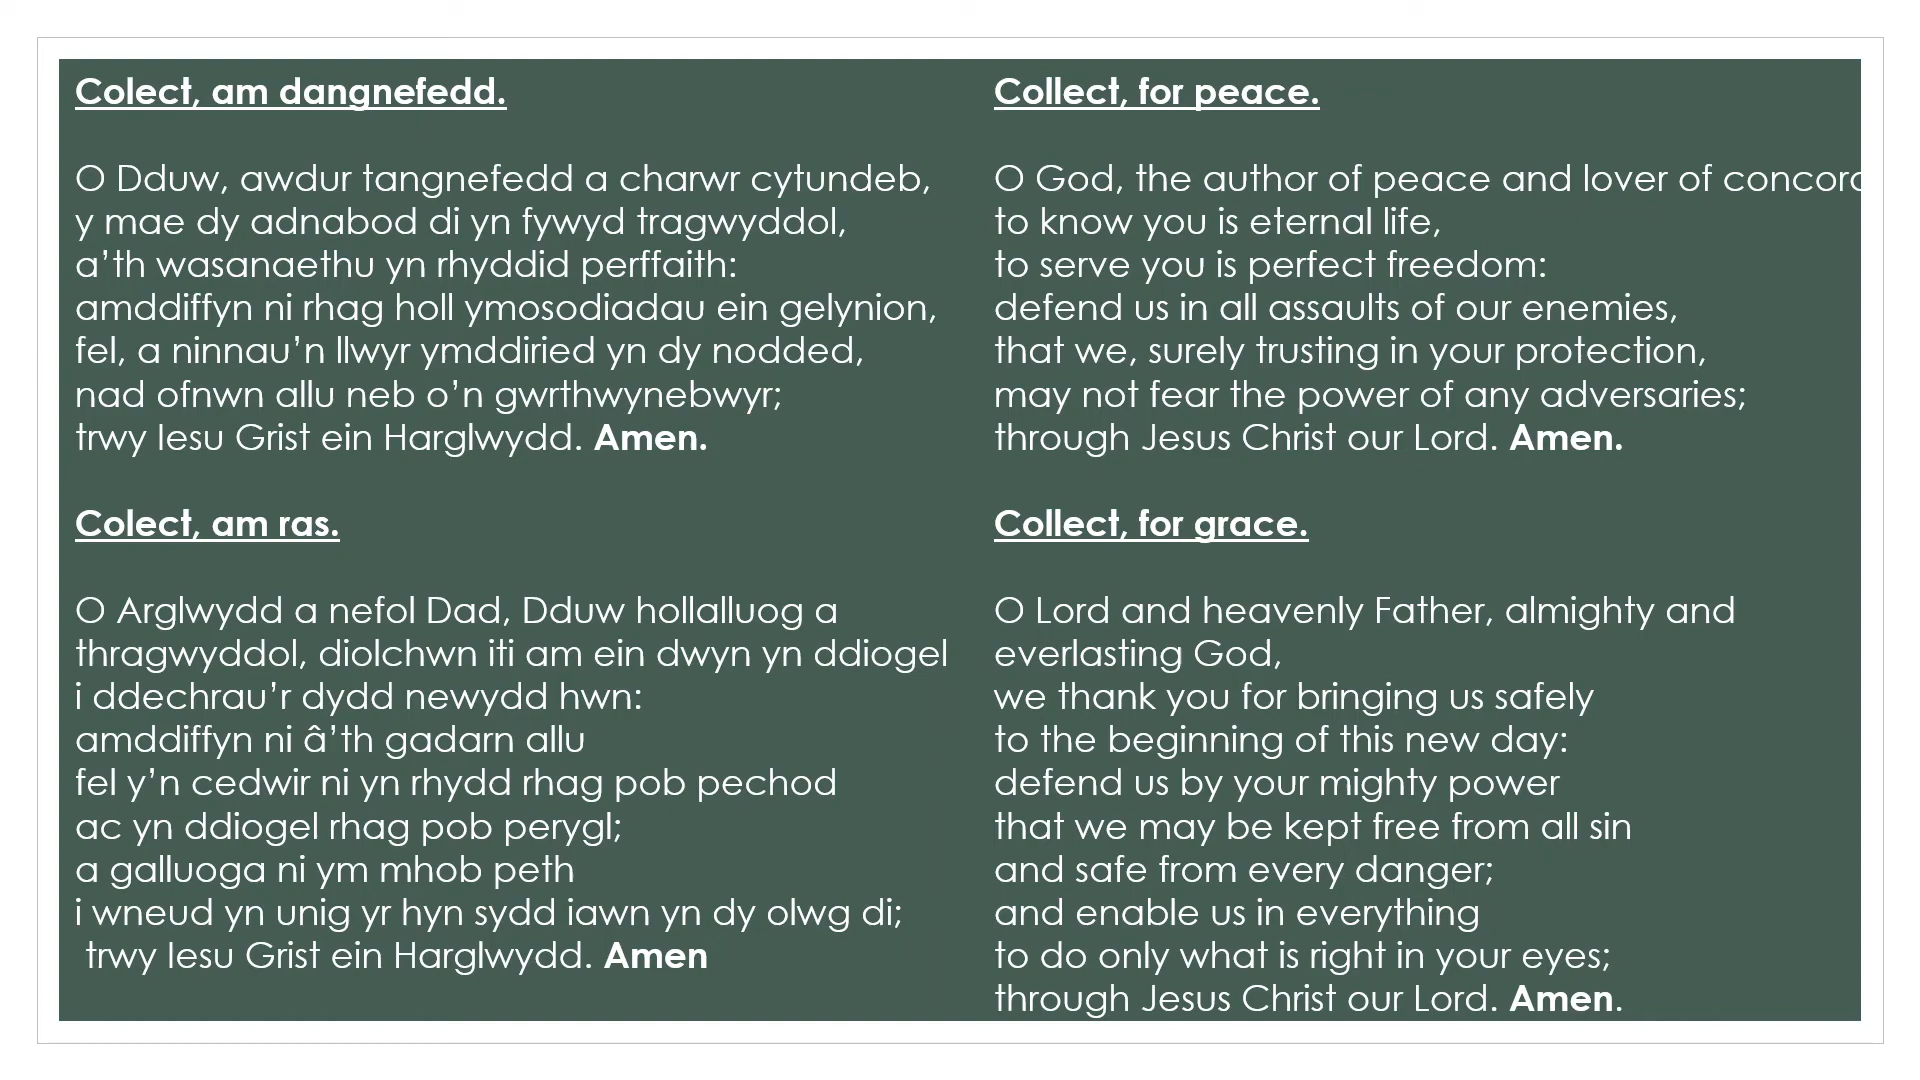 Colect, am dangnefedd.
O Dduw, awdur tangnefedd a charwr cytundeb,
y mae dy adnabod di yn fywyd tragwyddol,
a’th wasanaethu yn rhyddid perffaith:
amddiffyn ni rhag holl ymosodiadau ein gelynion,
fel, a ninnau’n llwyr ymddiried yn dy nodded,
nad ofnwn allu neb o’n gwrthwynebwyr;
trwy Iesu Grist ein Harglwydd. Amen.
Colect, am ras.
O Arglwydd a nefol Dad, Dduw hollalluog a
thragwyddol, diolchwn iti am ein dwyn yn ddiogel
i ddechrau’r dydd newydd hwn:
amddiffyn ni â’th gadarn allu
fel y’n cedwir ni yn rhydd rhag pob pechod
ac yn ddiogel rhag pob perygl;
a galluoga ni ym mhob peth
i wneud yn unig yr hyn sydd iawn yn dy olwg di;
trwy Iesu Grist ein Harglwydd. Amen
Collect, for peace.
O God, the author of peace and lover of
to know you is eternal life,
to serve you is perfect freedom:
defend us in all assaults of our enemies,
that we, surely trusting in your protection,
may not fear the power of any adversaries;
through Jesus Christ our Lord. Amen.
Collect, for grace.
O Lord and heavenly Father, almighty and
everlasting God,
we thank you for bringing us safely
to the beginning of this new day:
defend us by your mighty power
that we may be kept free from all sin
and safe from every danger;
and enable us in everything
to do only what is right in your eyes;
through Jesus Christ our Lord. Amen.